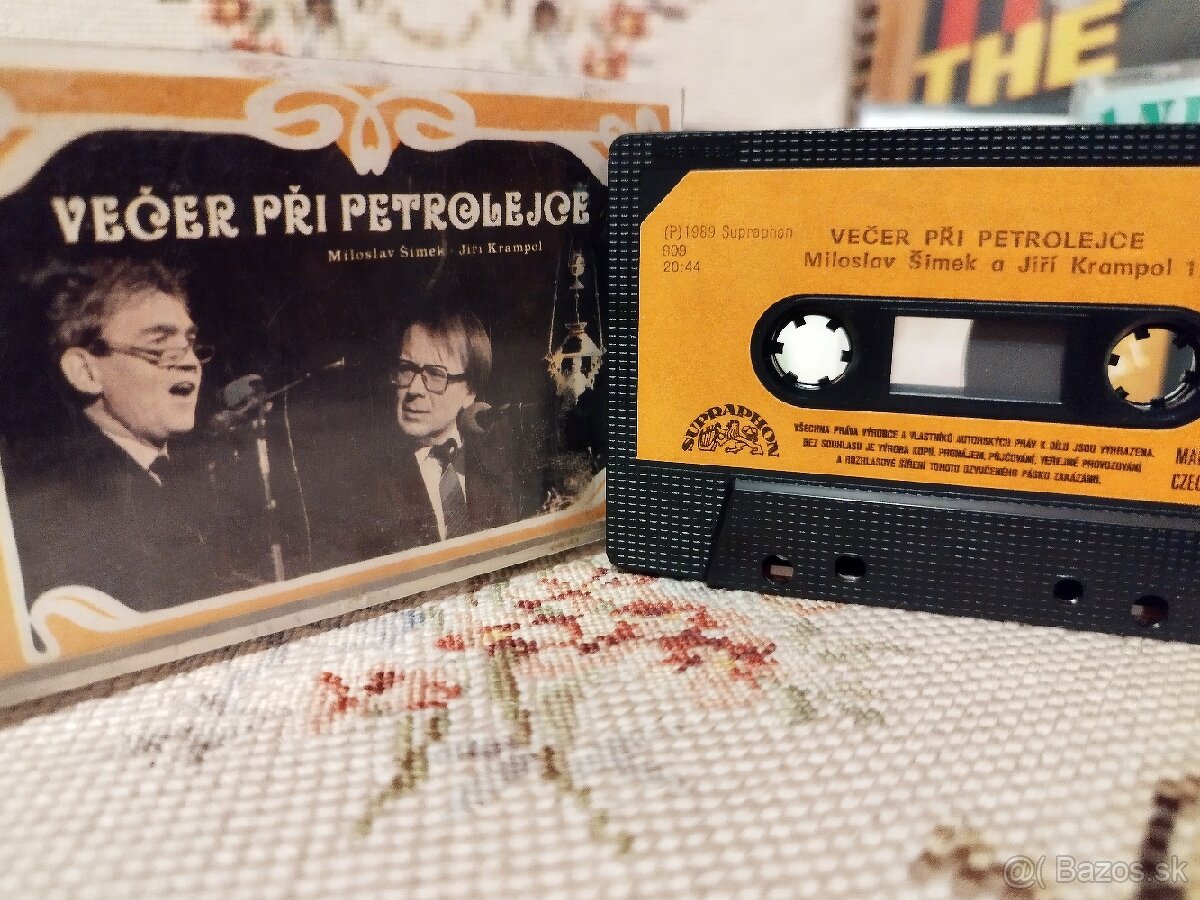 VEČER PŘI PETROLEJCE
Miloslav Šimek · Jiří Krampol
(P) 1989 Supraphon
20:44
VEČER PŘI PETROLEJCE
Miloslav Šimek a Jiří Krampol 1
SUPRAPHON
VŠECHNA PRÁVA VÝROBCE A VLASTNÍKŮ AUTORSKÝCH PRÁV K DÍLU JSOU VYHRAZENA.
BEZ SOUHLASU JE VÝROBA KOPIÍ, PRONÁJEM, PŮJČOVÁNÍ, VEŘEJNÉ PROVOZOVÁNÍ
A ROZHLASOVÉ ŠÍŘENÍ TOHOTO OZVUČENÉHO PÁSKU ZAKÁZÁNO.
THE
@( Bazos.sk